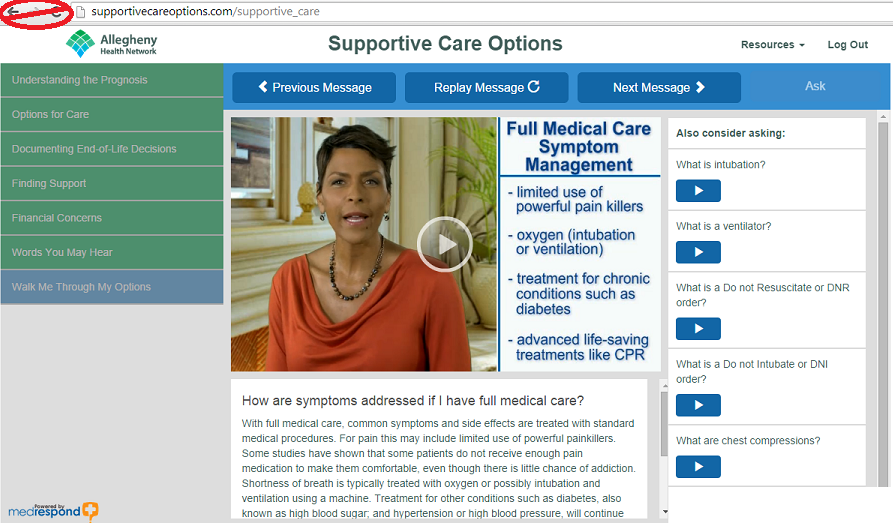 supportivecareoptions.com/supportive_care
Allegheny
Health Network
Supportive Care Options
Resources
Log Out
Understanding the Prognosis
Options for Care
Documenting End-of-Life Decisions
Finding Support
Financial Concerns
Words You May Hear
Walk Me Through My Options
Previous Message
Replay Message
Next Message
Ask
Full Medical Care
Symptom
Management
- limited use of
powerful pain killers
- oxygen (intubation
or ventilation)
- treatment for chronic
conditions such as
diabetes
- advanced life-saving
treatments like CPR
How are symptoms addressed if I have full medical care?
With full medical care, common symptoms and side effects are treated with standard
medical procedures. For pain this may include limited use of powerful painkillers.
Some studies have shown that some patients do not receive enough pain
medication to make them comfortable, even though there is little chance of addiction.
Shortness of breath is typically treated with oxygen or possibly intubation and
ventilation using a machine. Treatment for other conditions such as diabetes, also
known as high blood sugar; and hypertension or high blood pressure, will continue
Also consider asking:
What is intubation?
What is a ventilator?
What is a Do not Resuscitate or DNR
order?
What is a Do not Intubate or DNI
order?
What are chest compressions?
Powered by
medrespond